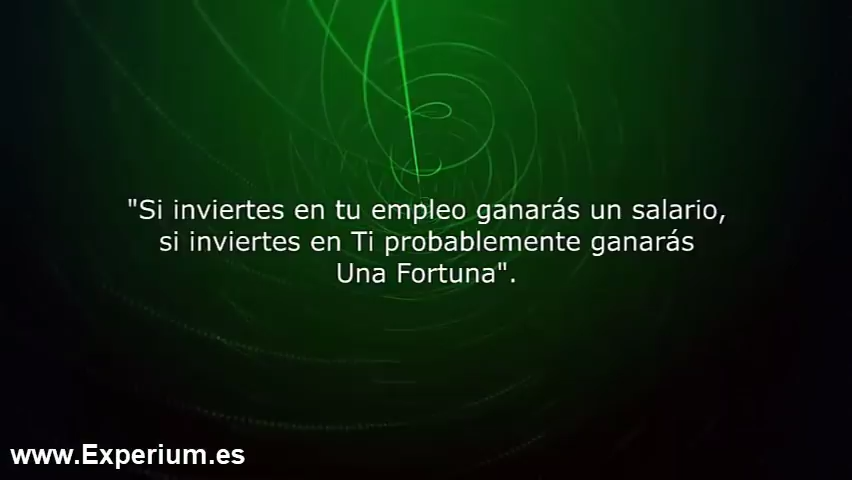 "Si inviertes en tu empleo ganarás un salario,
si inviertes en Ti probablemente ganarás
Una Fortuna".
www.Experium.es